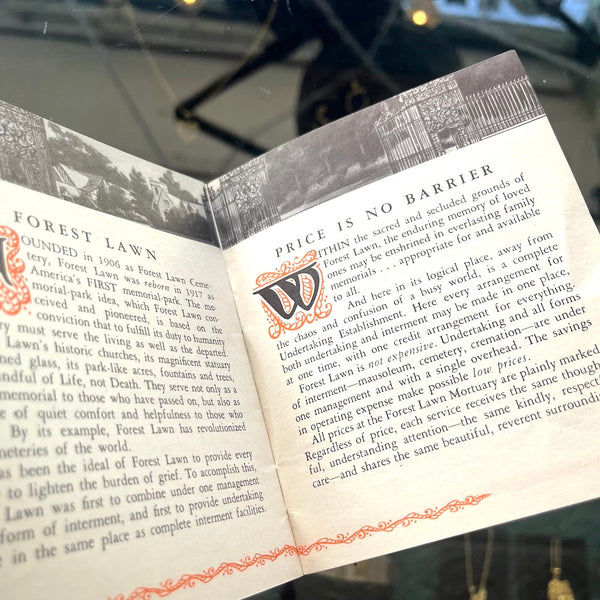 FOREST LAWN
OUNDED in 1906 as Forest Lawn Ceme-
tery, Forest Lawn was reborn in 1917 as
America's FIRST memorial-park. The me-
morial-park idea, which Forest Lawn con-
ceived and pioneered, is based on the
conviction that to fulfill its duty to humanity
must serve the living as well as the departed.
Lawn's historic churches, its magnificent statuary
glass, its park-like acres, fountains and trees,
of Life, not Death. They serve not only as a
memorial to those who have passed on, but also as
of quiet comfort and helpfulness to those who
By its example, Forest Lawn has revolutionized
of the world.
been the ideal of Forest Lawn to provide every
to lighten the burden of grief. To accomplish this,
Lawn was first to combine under one management
form of interment, and first to provide undertaking
in the same place as complete interment facilities.
PRICE IS NO BARRIER
WITHIN the sacred and secluded grounds of
Forest Lawn, the enduring memory of loved
ones may be enshrined in everlasting family
memorials . . . appropriate for and available
to all.
And here in its logical place, away from
the chaos and confusion of a busy world, is a complete
Undertaking Establishment. Here every arrangement for
both undertaking and interment may be made in one place,
at one time, with one credit arrangement for everything.
Forest Lawn is not expensive. Undertaking and all forms
of interment—mausoleum, cemetery, cremation—are under
one management and with a single overhead. The savings
in operating expense make possible low prices.
All prices at the Forest Lawn Mortuary are plainly marked
Regardless of price, each service receives the same though
ful, understanding attention—the same kindly, respect
care—and shares the same beautiful, reverent surroundin